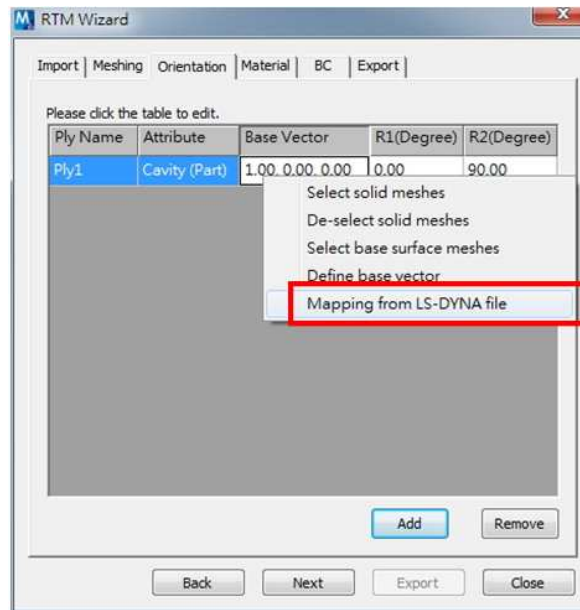 RTM Wizard
Import Meshing Orientation Material BC Export
Please click the table to edit.
Ply Name Attribute Base Vector R1(Degree) R2(Degree)
Ply1 Cavity (Part) 1.00, 0.00, 0.00 0.00 90.00
Select solid meshes
De-select solid meshes
Select base surface meshes
Define base vector
Mapping from LS-DYNA file
Add Remove
Back Next Export Close